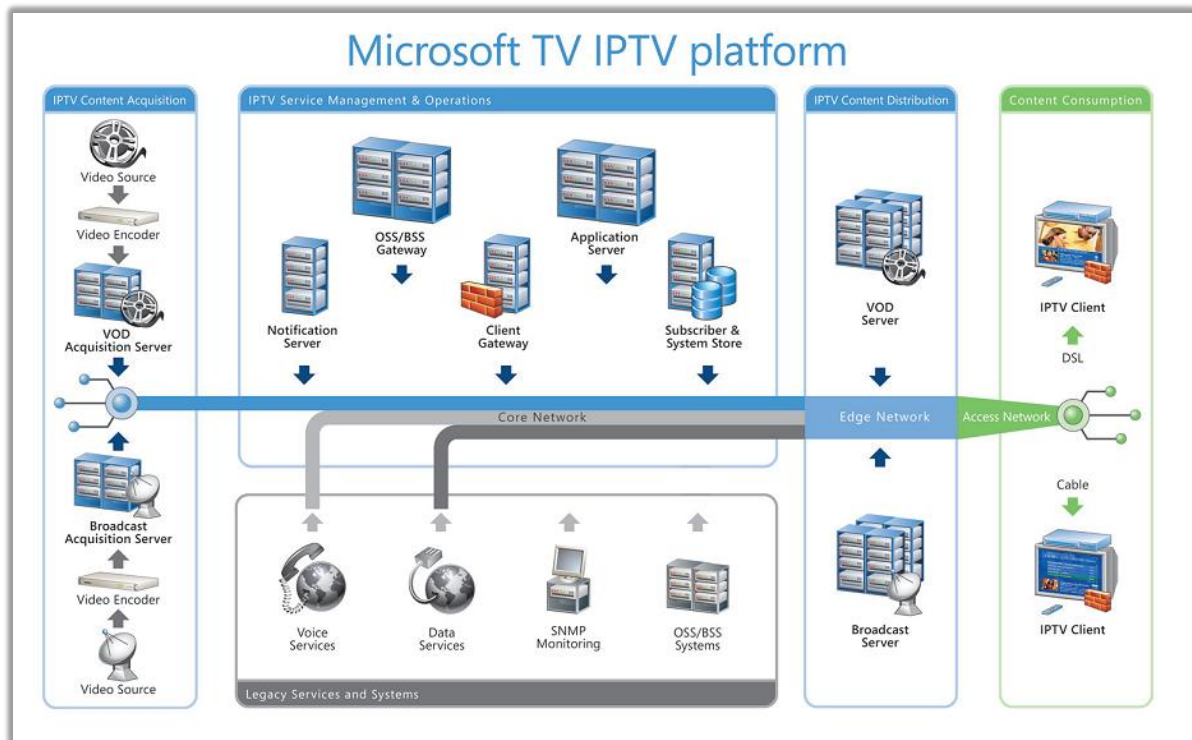 Microsoft TV IPTV platform
IPTV Content Acquisition
Video Source
Video Encoder
VOD
Acquisition Server
Broadcast
Acquisition Server
Video Encoder
Video Source
IPTV Service Management & Operations
OSS/BSS
Gateway
Application
Server
Notification
Server
Client
Gateway
Subscriber &
System Store
Core Network
Voice
Services
Data
Services
SNMP
Monitoring
OSS/BSS
Systems
Legacy Services and Systems
IPTV Content Distribution
VOD
Server
Edge Network
Broadcast
Server
Content Consumption
IPTV Client
DSL
Access Network
Cable
IPTV Client